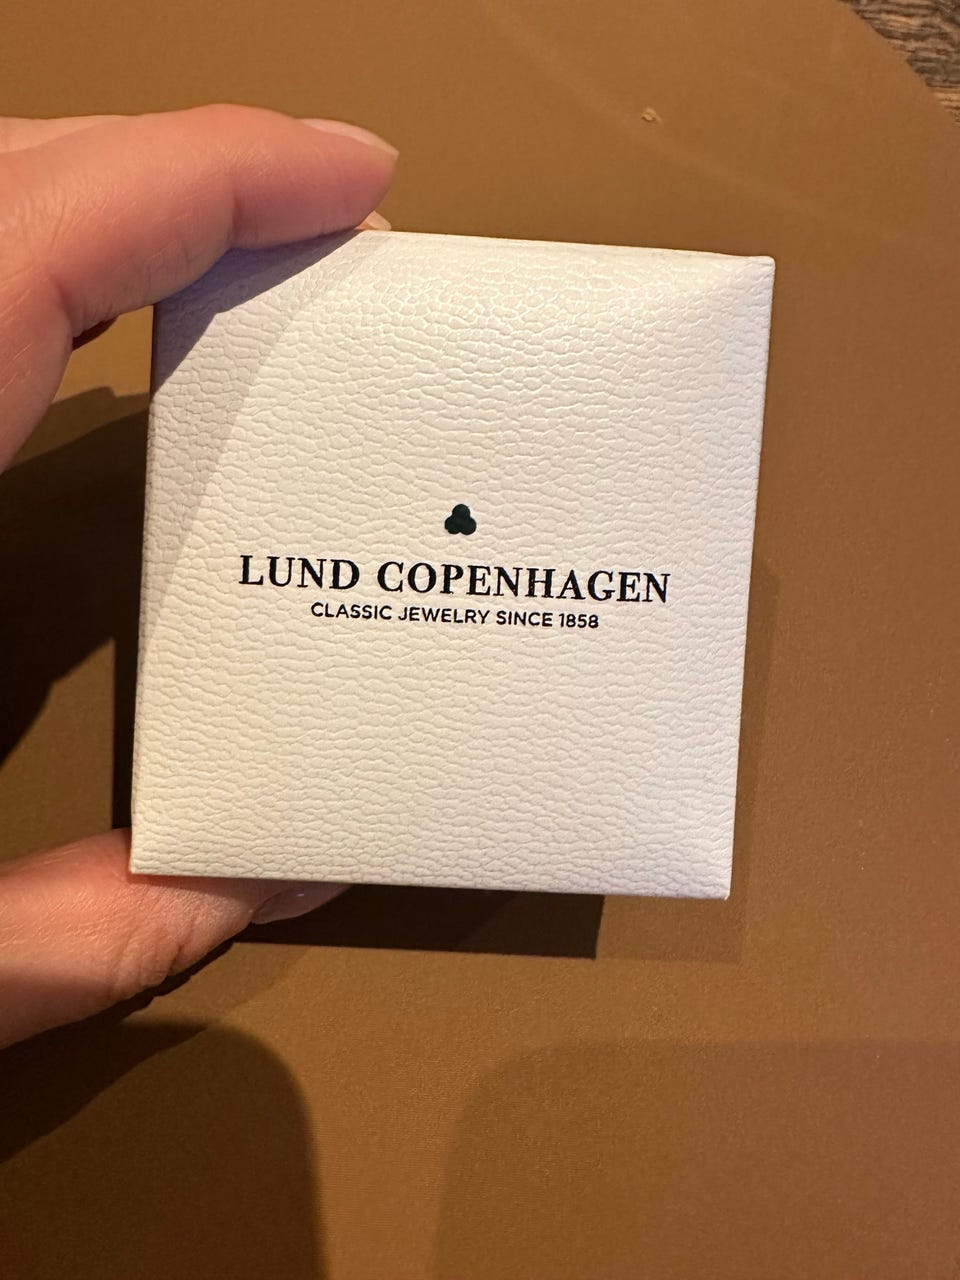 LUND COPENHAGEN
CLASSIC JEWELRY SINCE 1858